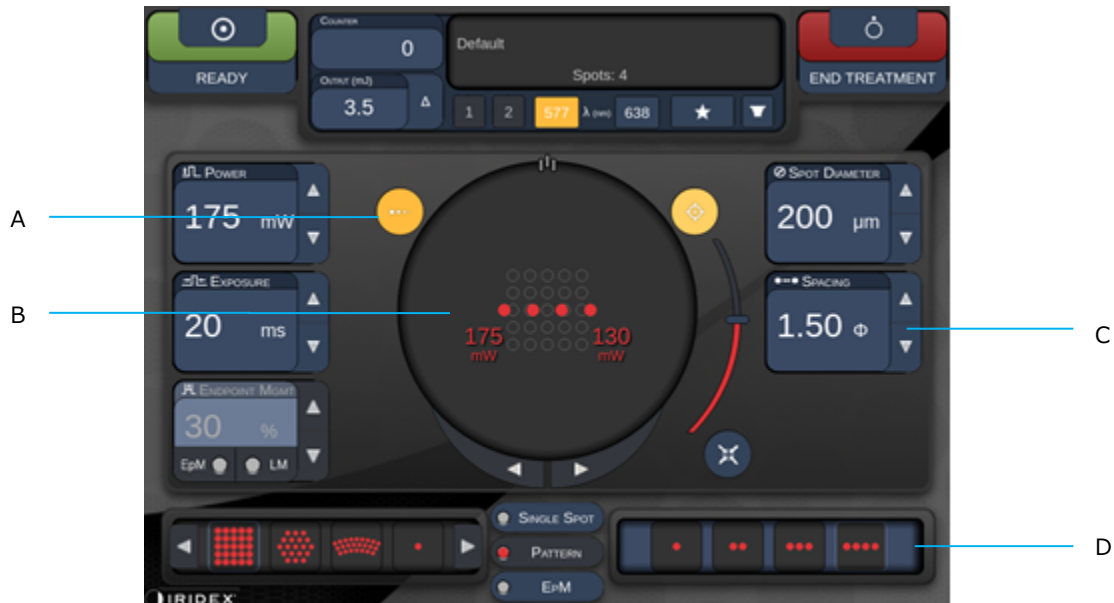 READY
COUNTER
0
OUTPUT (mJ)
3.5
Δ
Default
Spots: 4
1 2 577 λ (nm) 638
END TREATMENT
POWER
175 mW
EXPOSURE
20 ms
ENDPOINT MGMT
30 %
EpM LM
175 mW
130 mW
SPOT DIAMETER
200 µm
SPACING
1.50 Φ
A
B
C
D
SINGLE SPOT
PATTERN
EPM
IRIDEX